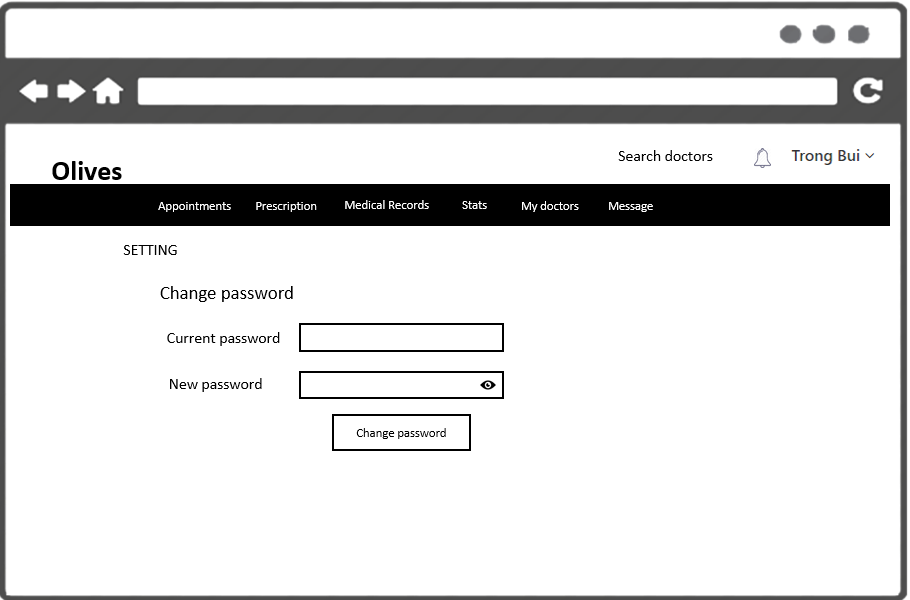 Search doctors
Trong Bui
Olives
Appointments Prescription Medical Records Stats My doctors Message
SETTING
Change password
Current password
New password
Change password